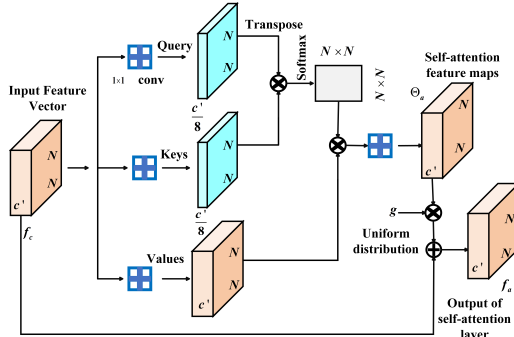 Query
Transpose
N
N
1×1
conv
Softmax
N × N
N × N
Self-attention
feature maps
Θa
N
N
c'
Input Feature
Vector
N
N
c'
fc
c'
8
Keys
N
N
c'
8
Values
N
N
c'
g
Uniform
distribution
N
N
c'
fa
Output of
self-attention
layer